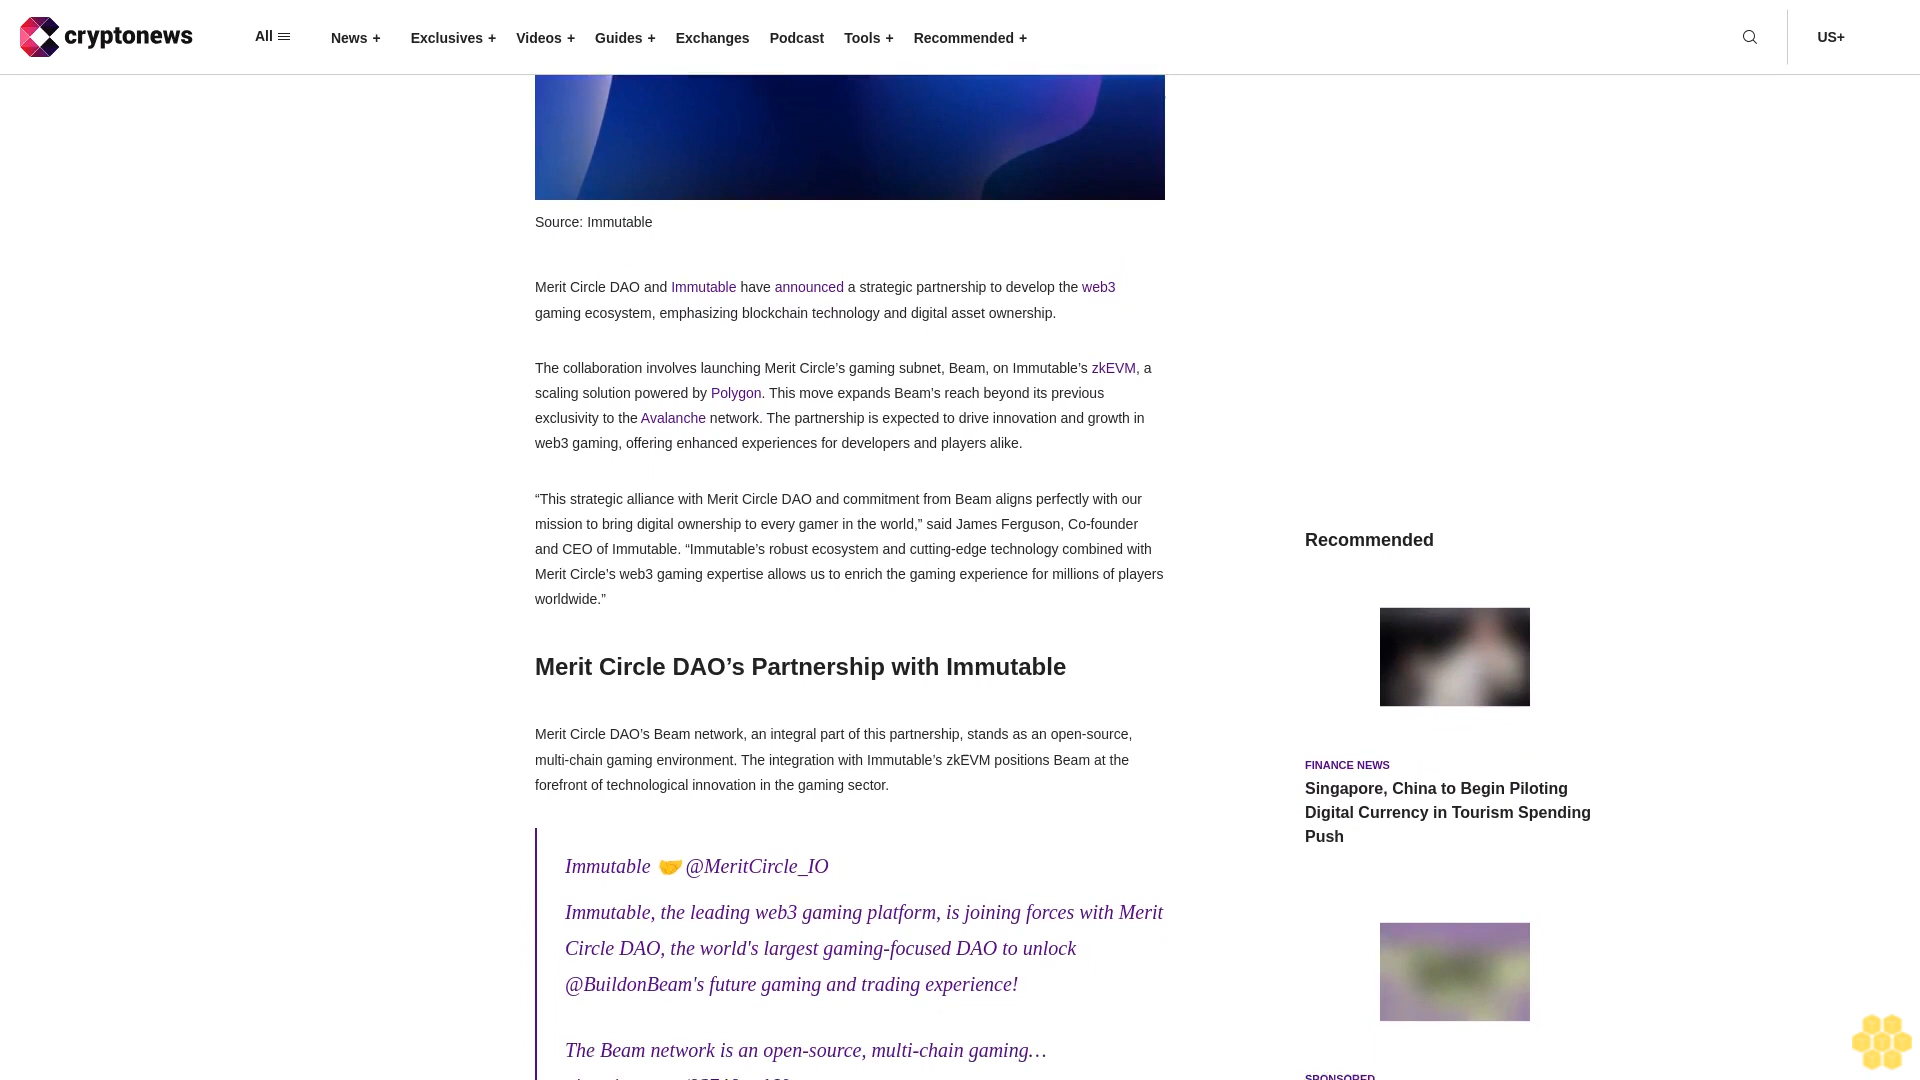 cryptonews
All
News +
Exclusives +
Videos +
Guides +
Exchanges
Podcast
Tools +
Recommended +
US+
Source: Immutable
Merit Circle DAO and Immutable have announced a strategic partnership to develop the web3
gaming ecosystem, emphasizing blockchain technology and digital asset ownership.
The collaboration involves launching Merit Circle’s gaming subnet, Beam, on Immutable’s zkEVM, a
scaling solution powered by Polygon. This move expands Beam’s reach beyond its previous
exclusivity to the Avalanche network. The partnership is expected to drive innovation and growth in
web3 gaming, offering enhanced experiences for developers and players alike.
“This strategic alliance with Merit Circle DAO and commitment from Beam aligns perfectly with our
mission to bring digital ownership to every gamer in the world,” said James Ferguson, Co-founder
and CEO of Immutable. “Immutable’s robust ecosystem and cutting-edge technology combined with
Merit Circle’s web3 gaming expertise allows us to enrich the gaming experience for millions of players
worldwide.”
Merit Circle DAO’s Partnership with Immutable
Merit Circle DAO’s Beam network, an integral part of this partnership, stands as an open-source,
multi-chain gaming environment. The integration with Immutable’s zkEVM positions Beam at the
forefront of technological innovation in the gaming sector.
Immutable 🤝 @MeritCircle_IO
Immutable, the leading web3 gaming platform, is joining forces with Merit
Circle DAO, the world's largest gaming-focused DAO to unlock
@BuildonBeam's future gaming and trading experience!
The Beam network is an open-source, multi-chain gaming…
Recommended
FINANCE NEWS
Singapore, China to Begin Piloting
Digital Currency in Tourism Spending
Push
SPONSORED